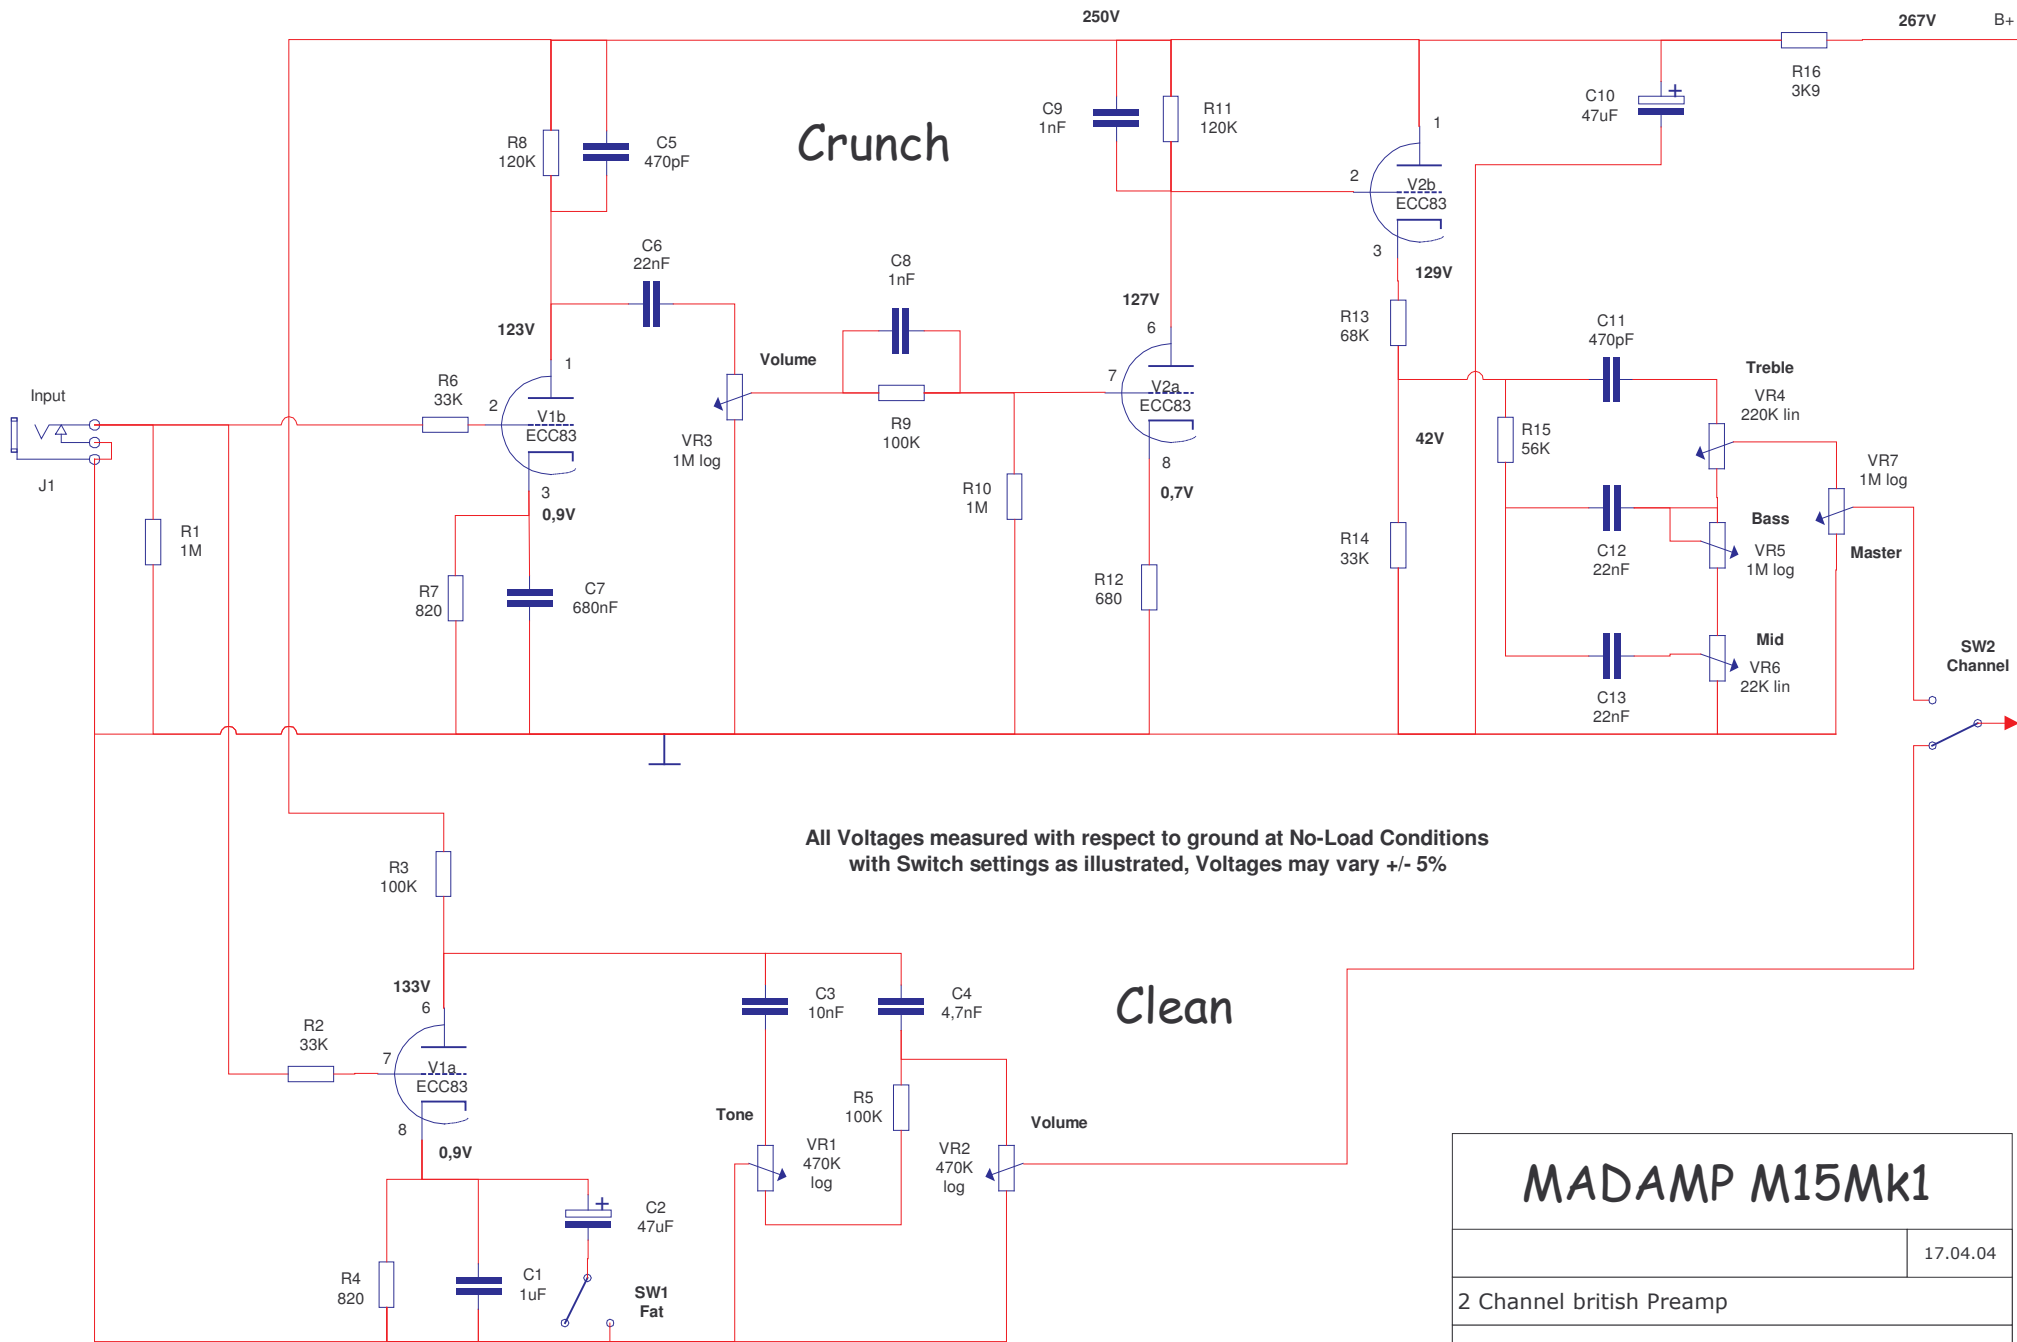 250V
267V
B+
R16
3K9
C10
47uF
+
C9
1nF
R11
120K
Crunch
R8
120K
C5
470pF
1
2
V2b
ECC83
3
129V
C6
22nF
C8
1nF
127V
6
R13
68K
C11
470pF
123V
1
Volume
Treble
VR4
220K lin
Input
R6
33K
2
V1b
ECC83
7
V2a
ECC83
R9
100K
VR3
1M log
42V
R15
56K
VR7
1M log
J1
3
0,9V
8
0,7V
R10
1M
R1
1M
Bass
VR5
1M log
C12
22nF
R14
33K
Master
R7
820
C7
680nF
R12
680
Mid
VR6
22K lin
C13
22nF
SW2
Channel
All Voltages measured with respect to ground at No-Load Conditions
with Switch settings as illustrated, Voltages may vary +/- 5%
R3
100K
133V
6
C3
10nF
C4
4,7nF
Clean
R2
33K
7
V1a
ECC83
8
0,9V
R5
100K
Tone
VR1
470K
log
Volume
VR2
470K
log
+
C2
47uF
R4
820
C1
1uF
SW1
Fat
MADAMP M15Mk1
17.04.04
2 Channel british Preamp